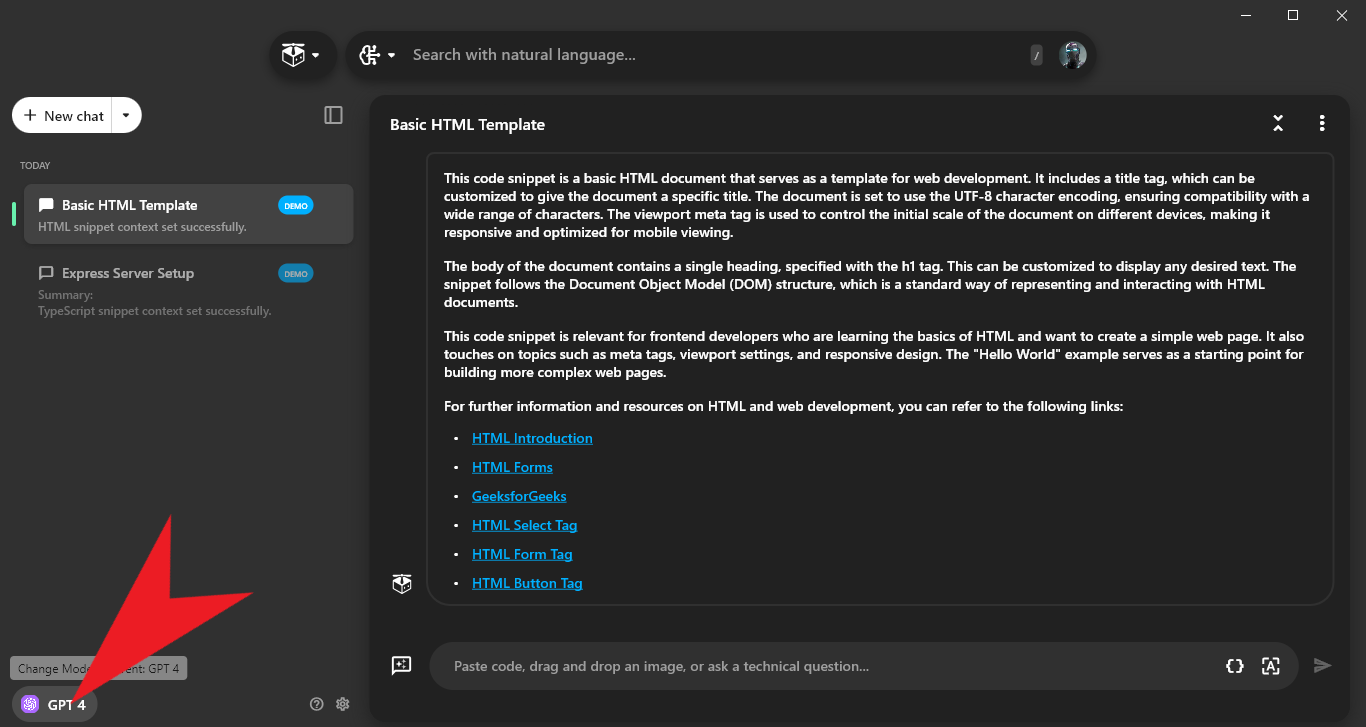 Search with natural language...
/
New chat
Basic HTML Template
TODAY
Basic HTML Template
DEMO
HTML snippet context set successfully.
Express Server Setup
DEMO
Summary:
TypeScript snippet context set successfully.
This code snippet is a basic HTML document that serves as a template for web development. It includes a title tag, which can be
customized to give the document a specific title. The document is set to use the UTF-8 character encoding, ensuring compatibility with a
wide range of characters. The viewport meta tag is used to control the initial scale of the document on different devices, making it
responsive and optimized for mobile viewing.
The body of the document contains a single heading, specified with the h1 tag. This can be customized to display any desired text. The
snippet follows the Document Object Model (DOM) structure, which is a standard way of representing and interacting with HTML
documents.
This code snippet is relevant for frontend developers who are learning the basics of HTML and want to create a simple web page. It also
touches on topics such as meta tags, viewport settings, and responsive design. The "Hello World" example serves as a starting point for
building more complex web pages.
For further information and resources on HTML and web development, you can refer to the following links:
• HTML Introduction
• HTML Forms
• GeeksforGeeks
• HTML Select Tag
• HTML Form Tag
• HTML Button Tag
Paste code, drag and drop an image, or ask a technical question...
Change GPT 4
GPT 4